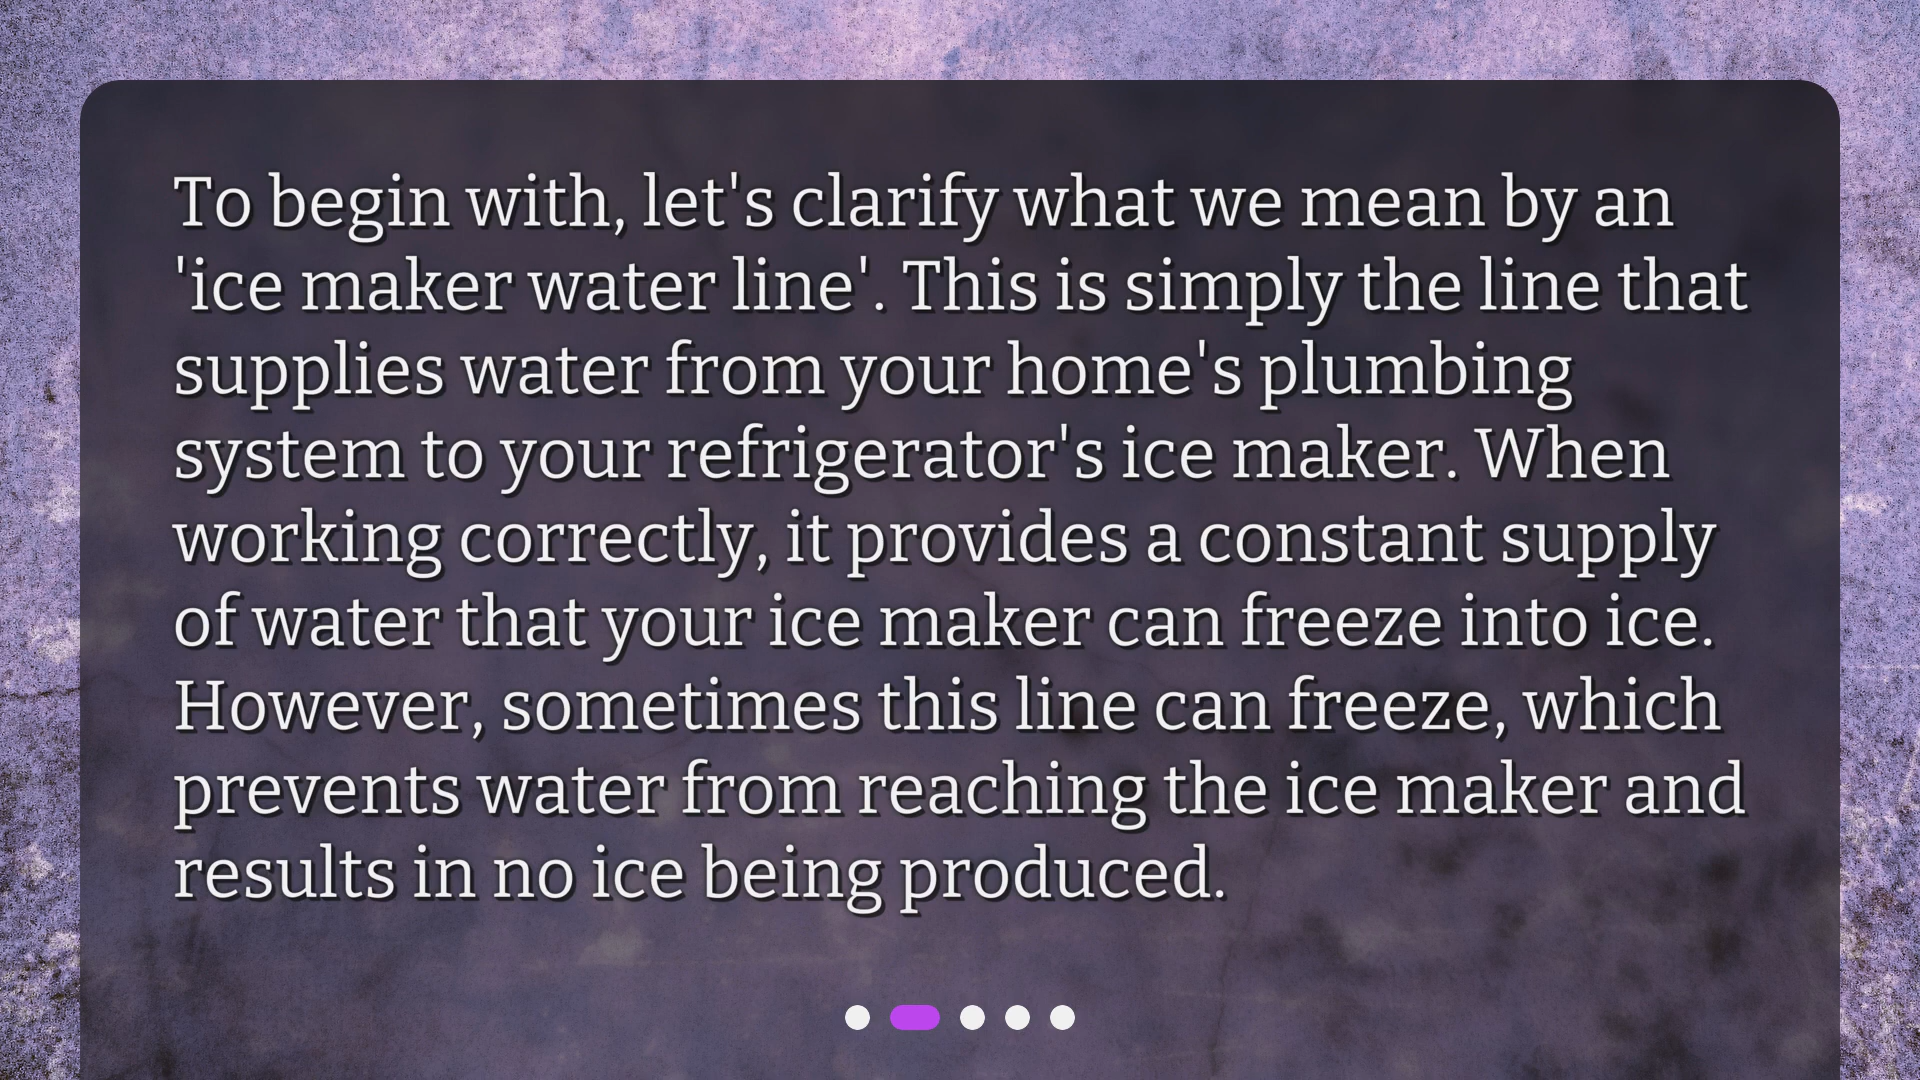 To begin with, let's clarify what we mean by an
'ice maker water line'. This is simply the line that
supplies water from your home's plumbing
system to your refrigerator's ice maker. When
working correctly, it provides a constant supply
of water that your ice maker can freeze into ice.
However, sometimes this line can freeze, which
prevents water from reaching the ice maker and
results in no ice being produced.